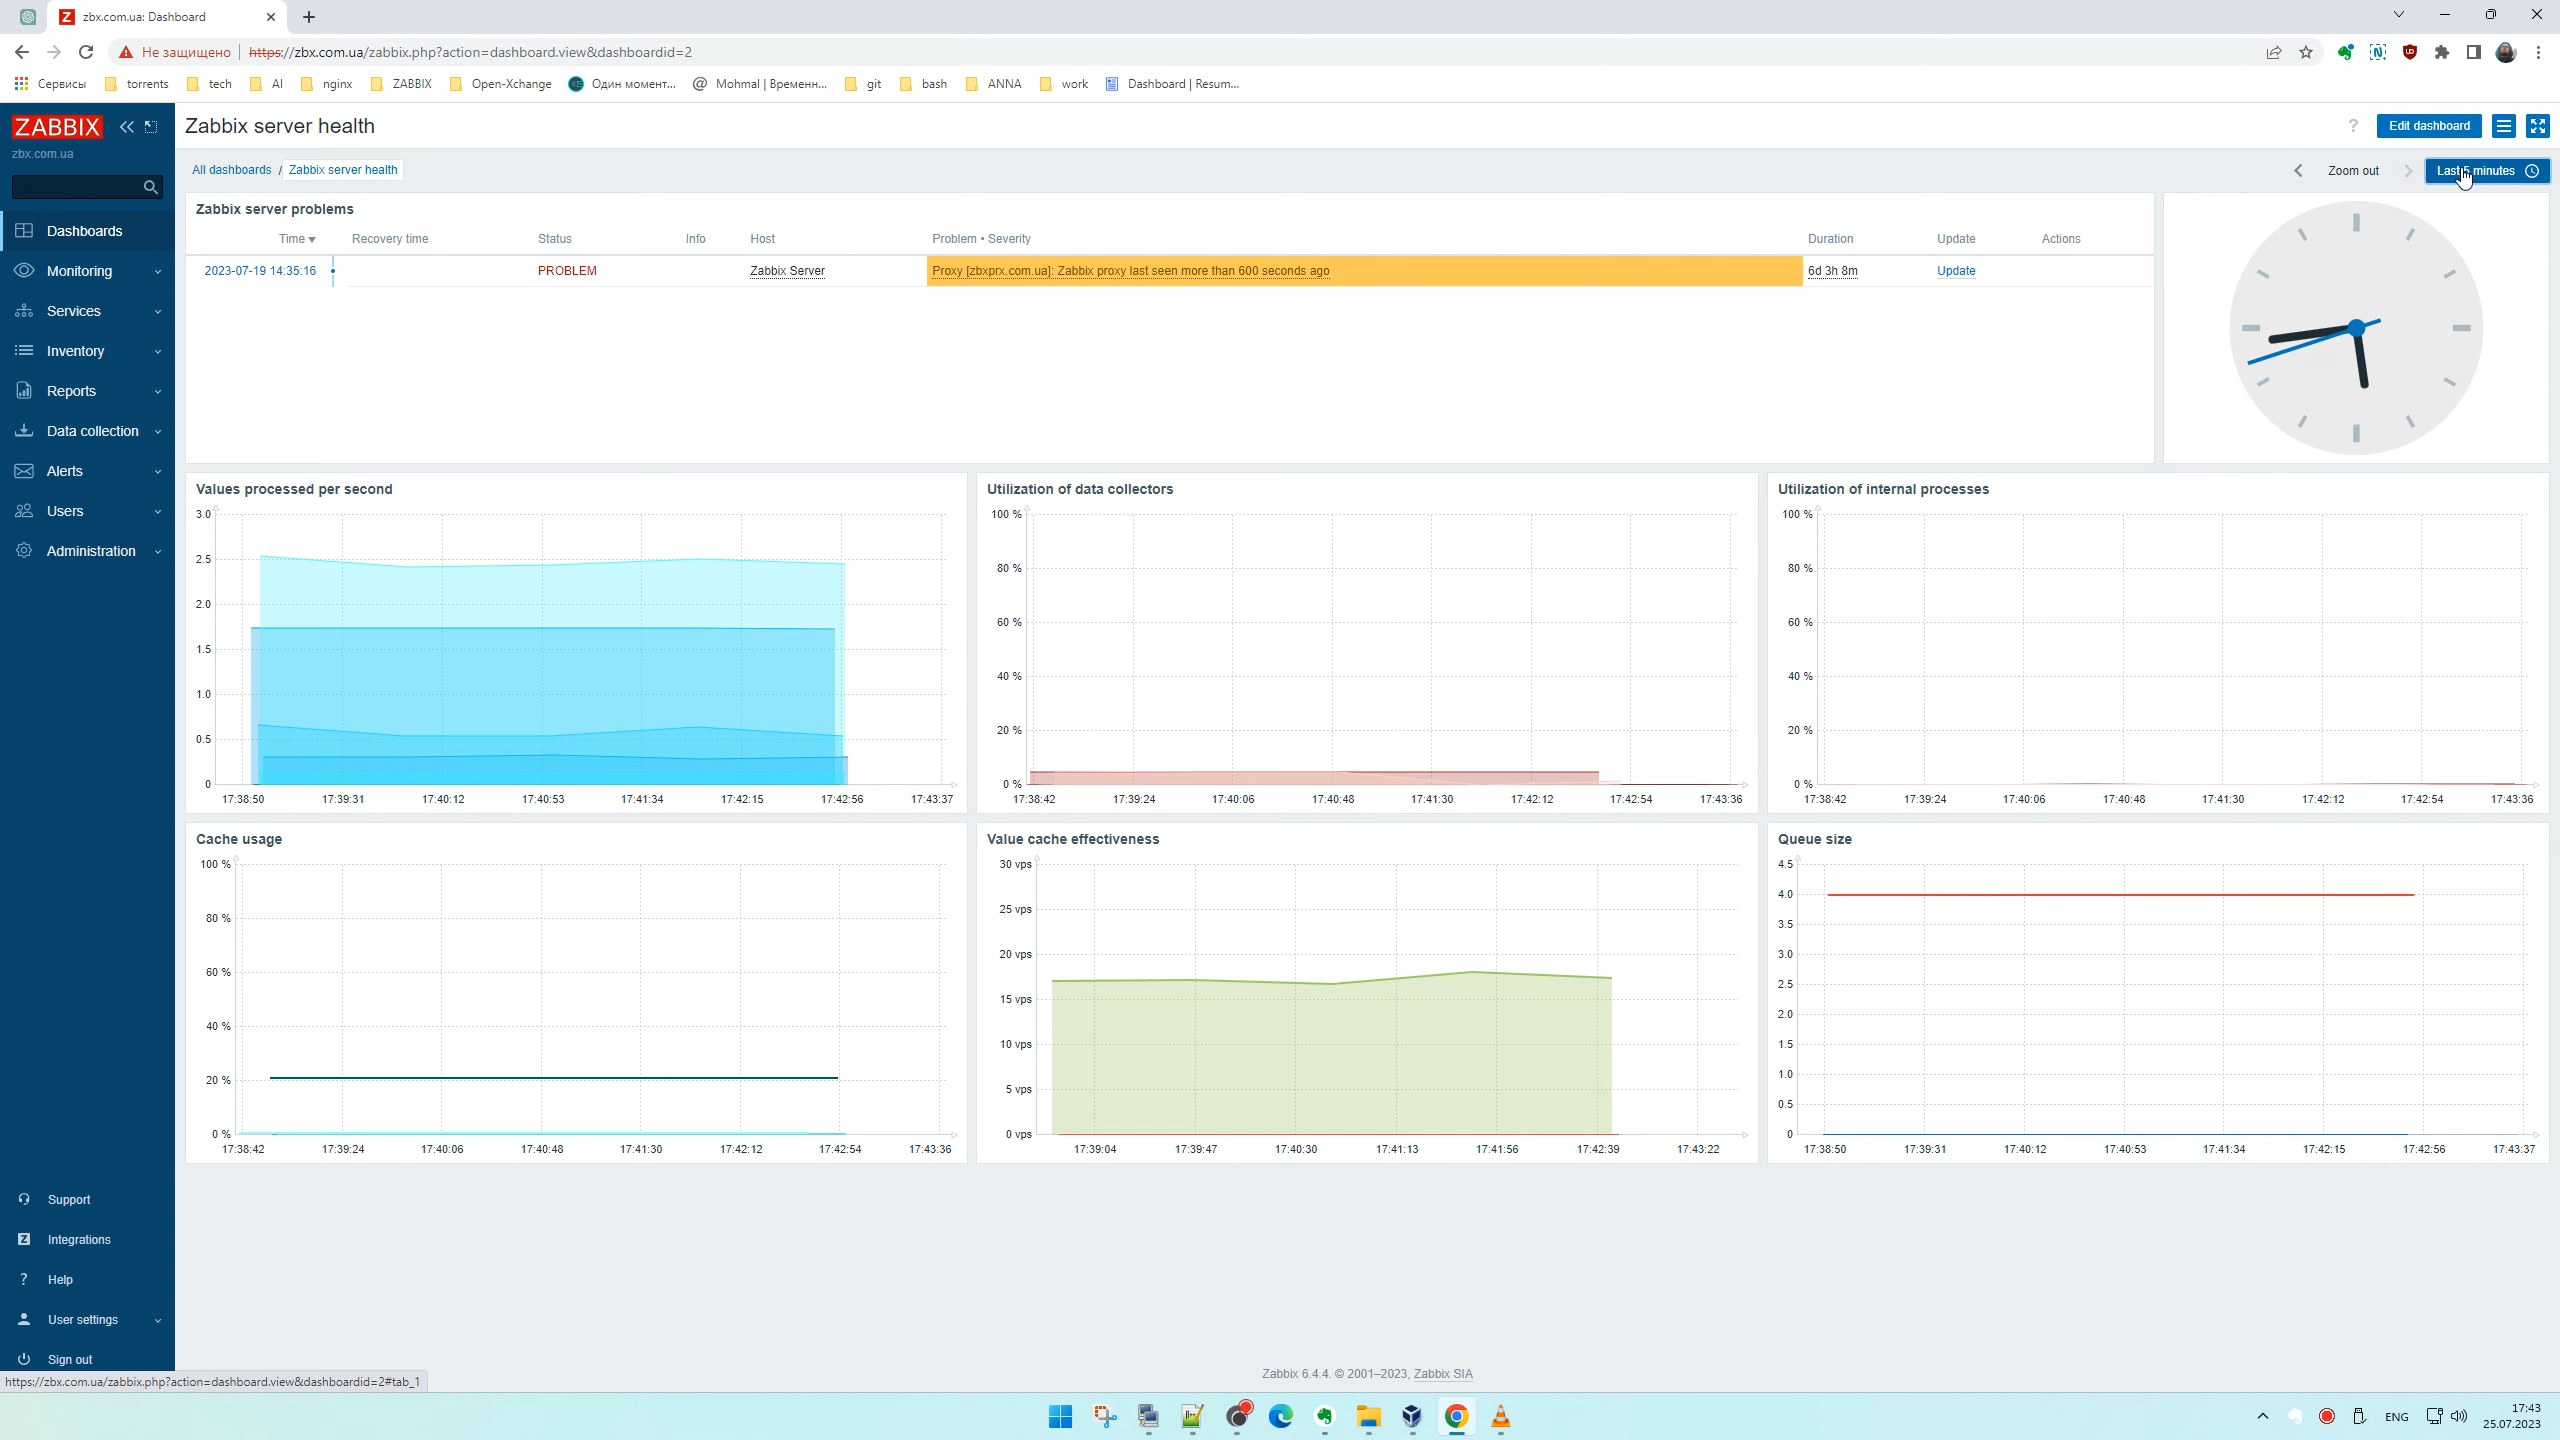 zbx.com.ua: Dashboard
Не защищено https://zbx.com.ua/zabbix.php?action=dashboard.view&dashboardid=2
Сервисы torrents tech AI nginx ZABBIX Open-Xchange Один момент... Mohmal | Временн... git bash ANNA work Dashboard | Resum...
ZABBIX
zbx.com.ua
Dashboards
Monitoring
Services
Inventory
Reports
Data collection
Alerts
Users
Administration
Support
Integrations
? Help
User settings
Sign out
Zabbix server health
? Edit dashboard
All dashboards / Zabbix server health
Zoom out Last 5 minutes
Zabbix server problems
Time Recovery time Status Info Host Problem • Severity Duration Update Actions
2023-07-19 14:35:16 PROBLEM Zabbix Server Proxy [zbxprx.com.ua]: Zabbix proxy last seen more than 600 seconds ago 6d 3h 8m Update
Values processed per second
3.0
2.5
2.0
1.5
1.0
0.5
0
17:38:50 17:39:31 17:40:12 17:40:53 17:41:34 17:42:15 17:42:56 17:43:37
Utilization of data collectors
100 %
80 %
60 %
40 %
20 %
0 %
17:38:42 17:39:24 17:40:06 17:40:48 17:41:30 17:42:12 17:42:54 17:43:36
Utilization of internal processes
100 %
80 %
60 %
40 %
20 %
0 %
17:38:42 17:39:24 17:40:06 17:40:48 17:41:30 17:42:12 17:42:54 17:43:36
Cache usage
100 %
80 %
60 %
40 %
20 %
0 %
17:38:42 17:39:24 17:40:06 17:40:48 17:41:30 17:42:12 17:42:54 17:43:36
Value cache effectiveness
30 vps
25 vps
20 vps
15 vps
10 vps
5 vps
0 vps
17:39:04 17:39:47 17:40:30 17:41:13 17:41:56 17:42:39 17:43:22
Queue size
4.5
4.0
3.5
3.0
2.5
2.0
1.5
1.0
0.5
0
17:38:50 17:39:31 17:40:12 17:40:53 17:41:34 17:42:15 17:42:56 17:43:37
Zabbix 6.4.4. © 2001–2023, Zabbix SIA
https://zbx.com.ua/zabbix.php?action=dashboard.view&dashboardid=2#tab_1
ENG
17:43
25.07.2023